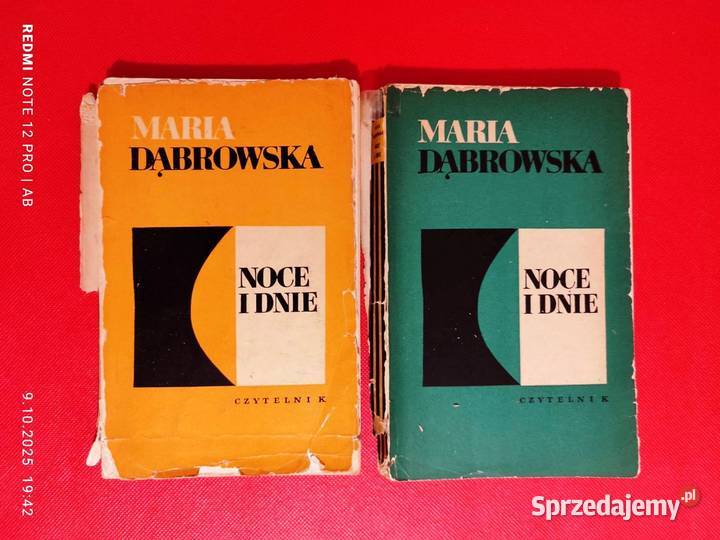 REDMI NOTE 12 PRO | AB
9.10.2025 19:42
MARIA
DĄBROWSKA
NOCE
I DNIE
CZYTELNIK
MARIA
DĄBROWSKA
NOCE
I DNIE
CZYTELNIK
Sprzedajemy.pl